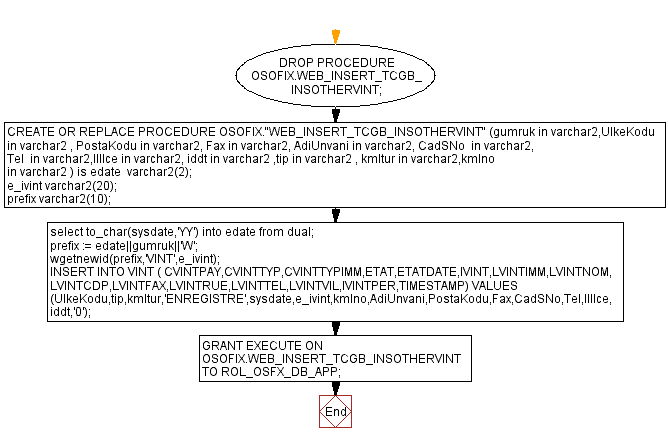 DROP PROCEDURE
OSOFIX.WEB_INSERT_TCGB_
INSOTHERVINT;
CREATE OR REPLACE PROCEDURE OSOFIX."WEB_INSERT_TCGB_INSOTHERVINT" (gumruk in varchar2,UlkeKodu
in varchar2 , PostaKodu in varchar2, Fax in varchar2, AdiUnvani in varchar2, CadSNo  in varchar2,
Tel  in varchar2,IlIlce in varchar2, iddt in varchar2 ,tip in varchar2 , kmltur in varchar2,kmlno
in varchar2 ) is edate  varchar2(2);
e_ivint varchar2(20);
prefix varchar2(10);
select to_char(sysdate,'YY') into edate from dual;
prefix := edate||gumruk||'W';
wgetnewid(prefix,'VINT',e_ivint);
INSERT INTO VINT ( CVINTPAY,CVINTTYP,CVINTTYPIMM,ETAT,ETATDATE,IVINT,LVINTIMM,LVINTNOM,
LVINTCDP,LVINTFAX,LVINTRUE,LVINTTEL,LVINTVIL,IVINTPER,TIMESTAMP) VALUES
(UlkeKodu,tip,kmltur,'ENREGISTRE',sysdate,e_ivint,kmlno,AdiUnvani,PostaKodu,Fax,CadSNo,Tel,IlIlce,
iddt,'0');
GRANT EXECUTE ON
OSOFIX.WEB_INSERT_TCGB_INSOTHERVINT
TO ROL_OSFX_DB_APP;
End